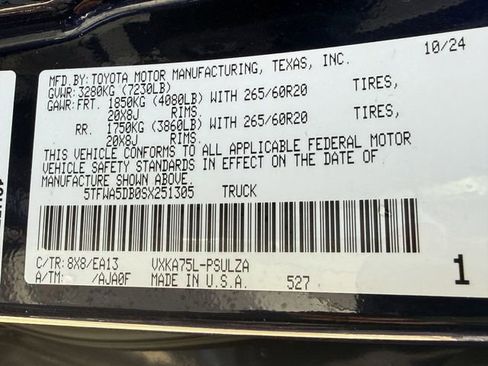 MFD.BY: TOYOTA MOTOR MANUFACTURING, TEXAS, INC. 10/24
GVWR: 3280KG (7230LB)
GAWR: FRT. 1850KG (4080LB) WITH 265/60R20 TIRES,
20X8J RIMS,
RR. 1750KG (3860LB) WITH 265/60R20 TIRES,
20X8J RIMS.
THIS VEHICLE CONFORMS TO ALL APPLICABLE FEDERAL MOTOR
VEHICLE SAFETY STANDARDS IN EFFECT ON THE DATE OF
MANUFACTURE SHOWN ABOVE.
5TFWA5DB0SX251305 TRUCK
C/TR: 8X8/EA13 VXKA75L-PSULZA
A/TM: /AJA0F MADE IN U.S.A. 527 1